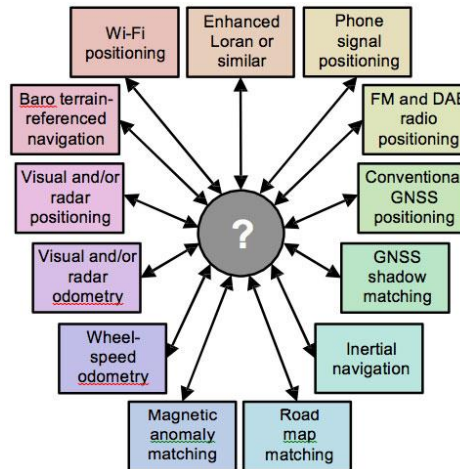 Wi-Fi
positioning
Enhanced
Loran or
similar
Phone
signal
positioning
Baro terrain-
referenced
navigation
FM and DAB
radio
positioning
Visual and/or
radar
positioning
?
Conventional
GNSS
positioning
Visual and/or
radar
odometry
GNSS
shadow
matching
Wheel-
speed
odometry
Inertial
navigation
Magnetic
anomaly
matching
Road
map
matching